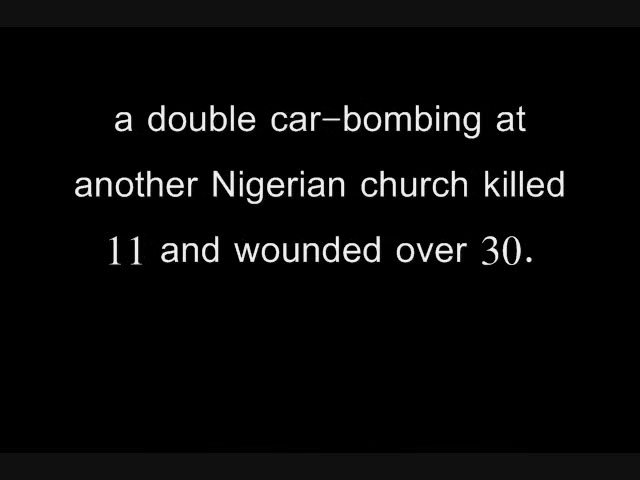 a double car-bombing at
another Nigerian church killed
11 and wounded over 30.